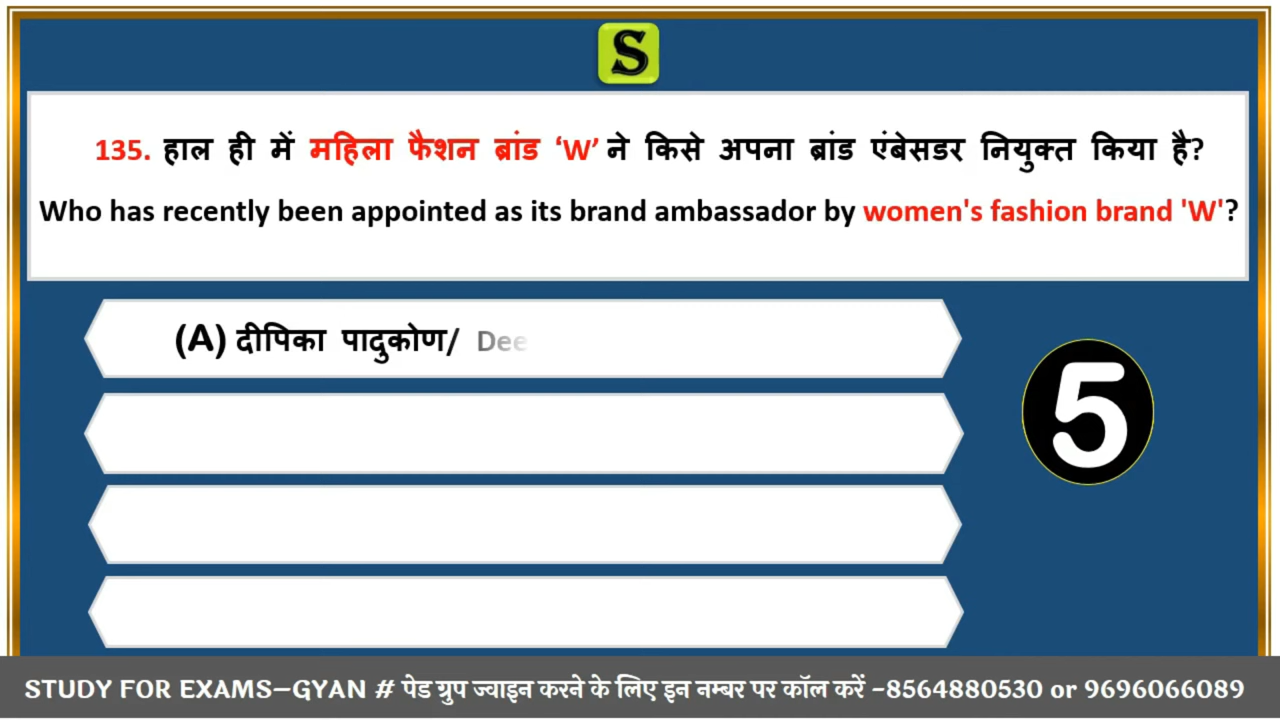 S
135. हाल ही में महिला फैशन ब्रांड ‘W’ ने किसे अपना ब्रांड एंबेसडर नियुक्त किया है?
Who has recently been appointed as its brand ambassador by women's fashion brand 'W'?
(A) दीपिका पादुकोण/ Dee
5
STUDY FOR EXAMS–GYAN # पेड ग्रुप ज्वाइन करने के लिए इन नम्बर पर कॉल करें –8564880530 or 9696066089